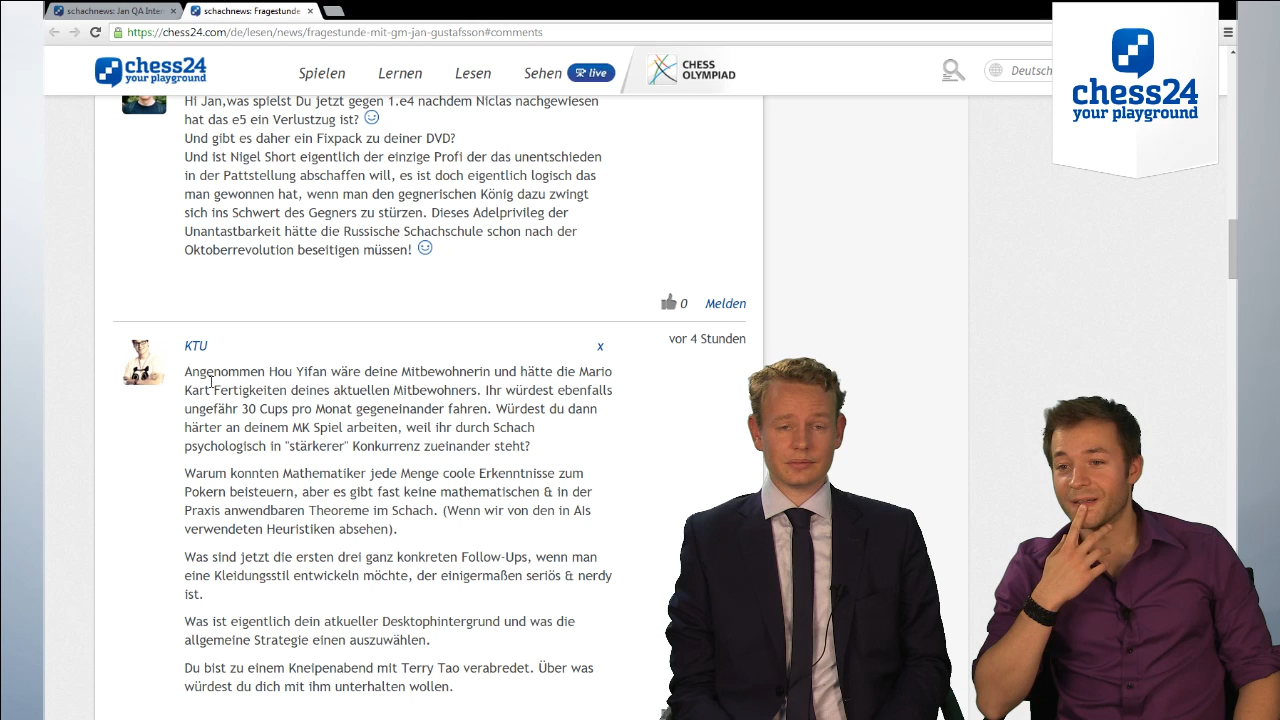 schachnews: Jan QA Inter
schachnews: Fragestunde
https://chess24.com/de/lesen/news/fragestunde-mit-gm-jan-gustafsson#comments
chess24
your playground
Spielen
Lernen
Lesen
Sehen
live
CHESS
OLYMPIAD
Deutsch
chess24
your playground
Hi Jan,was spielst Du jetzt gegen 1.e4 nachdem Niclas nachgewiesen
hat das e5 ein Verlustzug ist?
Und gibt es daher ein Fixpack zu deiner DVD?
Und ist Nigel Short eigentlich der einzige Profi der das unentschieden
in der Pattstellung abschaffen will, es ist doch eigentlich logisch das
man gewonnen hat, wenn man den gegnerischen König dazu zwingt
sich ins Schwert des Gegners zu stürzen. Dieses Adelprivileg der
Unantastbarkeit hätte die Russische Schachschule schon nach der
Oktoberrevolution beseitigen müssen!
0 Melden
KTU
x
vor 4 Stunden
Angenommen Hou Yifan wäre deine Mitbewohnerin und hätte die Mario
Kart Fertigkeiten deines aktuellen Mitbewohners. Ihr würdest ebenfalls
ungefähr 30 Cups pro Monat gegeneinander fahren. Würdest du dann
härter an deinem MK Spiel arbeiten, weil ihr durch Schach
psychologisch in "stärkerer" Konkurrenz zueinander steht?
Warum konnten Mathematiker jede Menge coole Erkenntnisse zum
Pokern beisteuern, aber es gibt fast keine mathematischen & in der
Praxis anwendbaren Theoreme im Schach. (Wenn wir von den in AIs
verwendeten Heuristiken absehen).
Was sind jetzt die ersten drei ganz konkreten Follow-Ups, wenn man
eine Kleidungsstil entwickeln möchte, der einigermaßen seriös & nerdy
ist.
Was ist eigentlich dein atkueller Desktophintergrund und was die
allgemeine Strategie einen auszuwählen.
Du bist zu einem Kneipenabend mit Terry Tao verabredet. Über was
würdest du dich mit ihm unterhalten wollen.